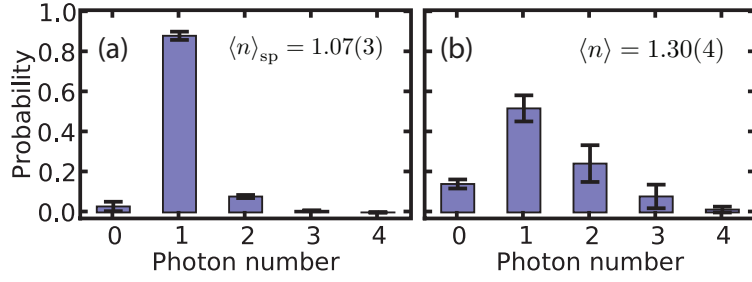 Probability
1.0
0.8
0.6
0.4
0.2
0.0
(a)
⟨n⟩sp = 1.07(3)
0 1 2 3 4
Photon number
(b)
⟨n⟩ = 1.30(4)
0 1 2 3 4
Photon number